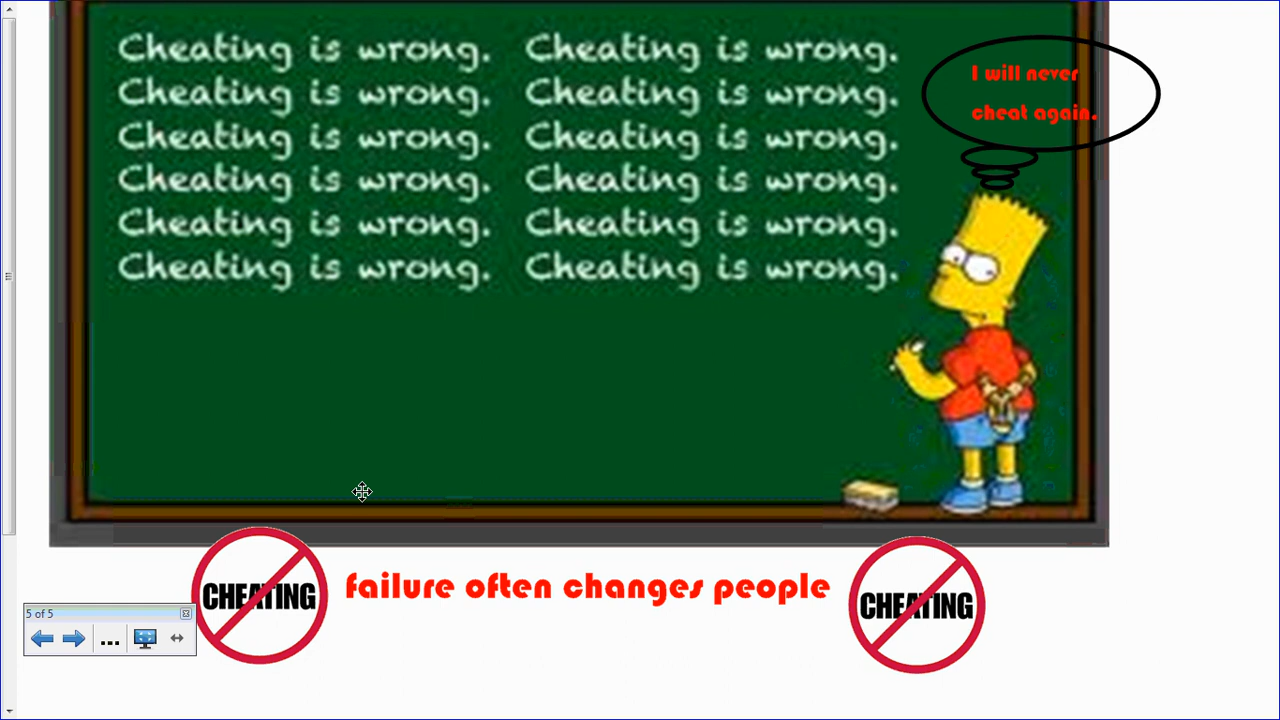 Cheating is wrong. Cheating is wrong.
Cheating is wrong. Cheating is wrong.
Cheating is wrong. Cheating is wrong.
Cheating is wrong. Cheating is wrong.
Cheating is wrong. Cheating is wrong.
Cheating is wrong. Cheating is wrong.
I will never
cheat again.
CHEATING
failure often changes people
CHEATING
5 of 5
...